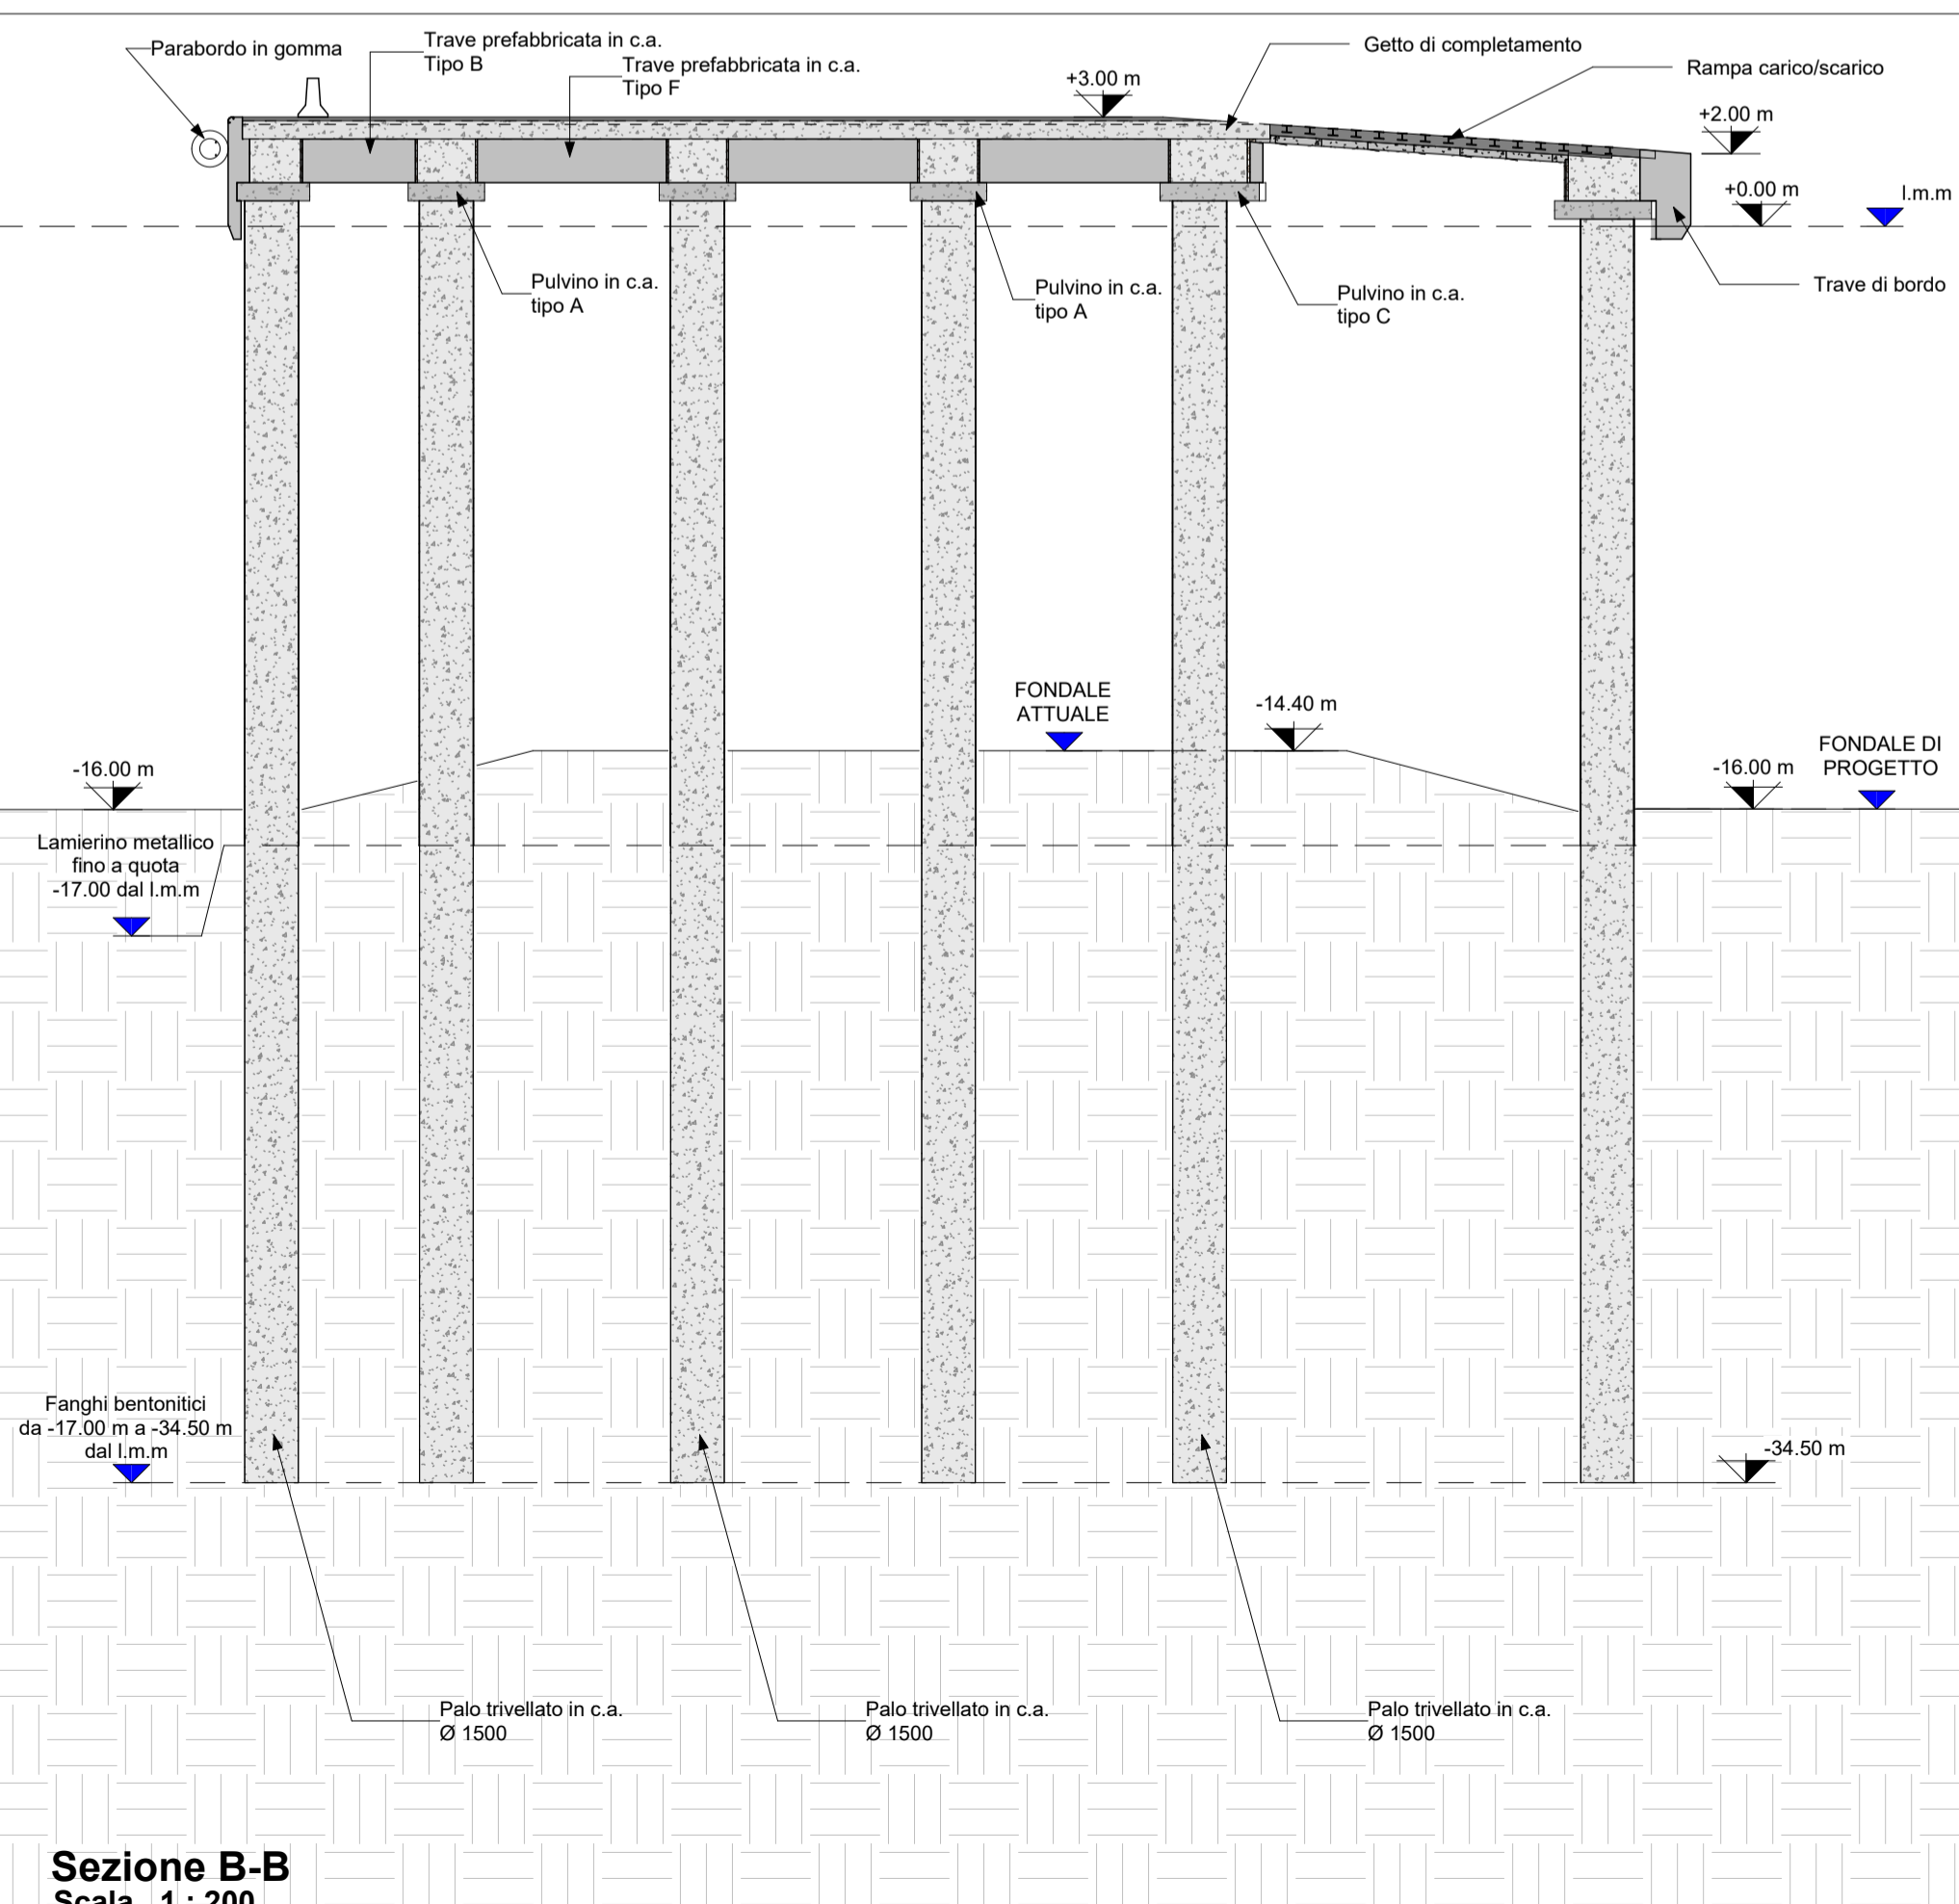 Parabordo in gomma
Trave prefabbricata in c.a.
Tipo B
Trave prefabbricata in c.a.
Tipo F
+3.00 m
Getto di completamento
Rampa carico/scarico
+2.00 m
+0.00 m
l.m.m
Pulvino in c.a.
tipo A
Pulvino in c.a.
tipo A
Pulvino in c.a.
tipo C
Trave di bordo
FONDALE
ATTUALE
-14.40 m
-16.00 m
-16.00 m
FONDALE DI
PROGETTO
Lamierino metallico
fino a quota
-17.00 dal l.m.m
Fanghi bentonitici
da -17.00 m a -34.50 m
dal l.m.m
-34.50 m
Palo trivellato in c.a.
Ø 1500
Palo trivellato in c.a.
Ø 1500
Palo trivellato in c.a.
Ø 1500
Sezione B-B
Scala 1 : 200